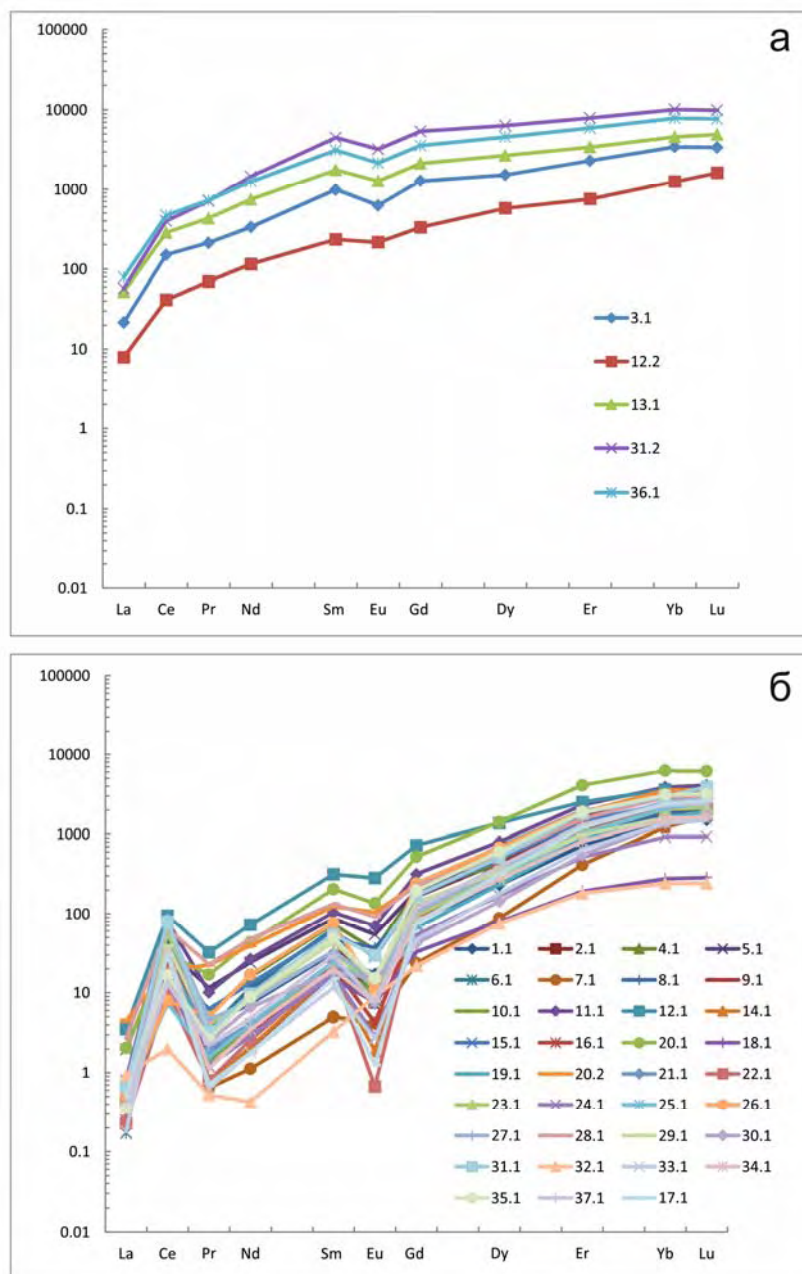 a
100000
10000
1000
100
10
1
0.1
0.01
3.1
12.2
13.1
31.2
36.1
La Ce Pr Nd Sm Eu Gd Dy Er Yb Lu
б
100000
10000
1000
100
10
1
0.1
0.01
1.1 2.1 4.1 5.1
6.1 7.1 8.1 9.1
10.1 11.1 12.1 14.1
15.1 16.1 20.1 18.1
19.1 20.2 21.1 22.1
23.1 24.1 25.1 26.1
27.1 28.1 29.1 30.1
31.1 32.1 33.1 34.1
35.1 37.1 17.1
La Ce Pr Nd Sm Eu Gd Dy Er Yb Lu